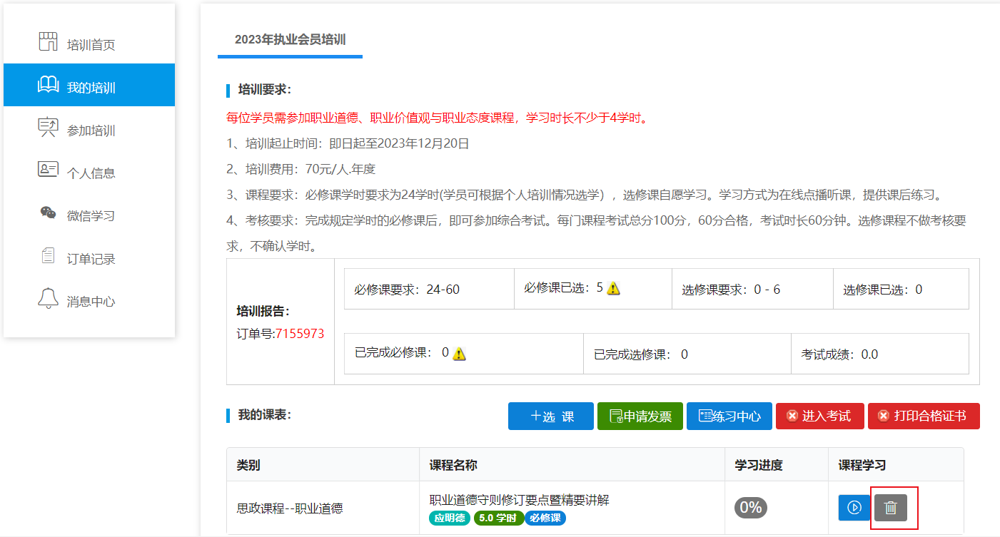 培训首页
我的培训
参加培训
个人信息
微信学习
订单记录
消息中心
2023年执业会员培训
培训要求：
每位学员需参加职业道德、职业价值观与职业态度课程，学习时长不少于4学时。
1、培训起止时间：即日起至2023年12月20日
2、培训费用：70元/人.年度
3、课程要求：必修课学时要求为24学时(学员可根据个人培训情况选学），选修课自愿学习。学习方式为在线点播听课，提供课后练习。
4、考核要求：完成规定学时的必修课后，即可参加综合考试。每门课程考试总分100分，60分合格，考试时长60分钟。选修课程不做考核要
求，不确认学时。
培训报告：
订单号:7155973
必修课要求：24-60
必修课已选：5
选修课要求：0 - 6
选修课已选：0
已完成必修课： 0
已完成选修课： 0
考试成绩：0.0
我的课表：
选 课
申请发票
练习中心
进入考试
打印合格证书
类别
课程名称
学习进度
课程学习
思政课程--职业道德
职业道德守则修订要点暨精要讲解
应明德
5.0 学时
必修课
0%